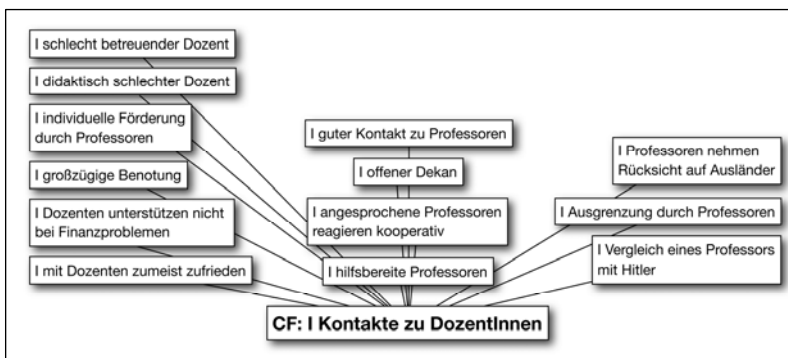 I schlecht betreuender Dozent
I didaktisch schlechter Dozent
I individuelle Förderung
durch Professoren
I großzügige Benotung
I Dozenten unterstützen nicht
bei Finanzproblemen
I mit Dozenten zumeist zufrieden
I guter Kontakt zu Professoren
I offener Dekan
I angesprochene Professoren
reagieren kooperativ
I hilfsbereite Professoren
I Professoren nehmen
Rücksicht auf Ausländer
I Ausgrenzung durch Professoren
I Vergleich eines Professors
mit Hitler
CF: I Kontakte zu DozentInnen